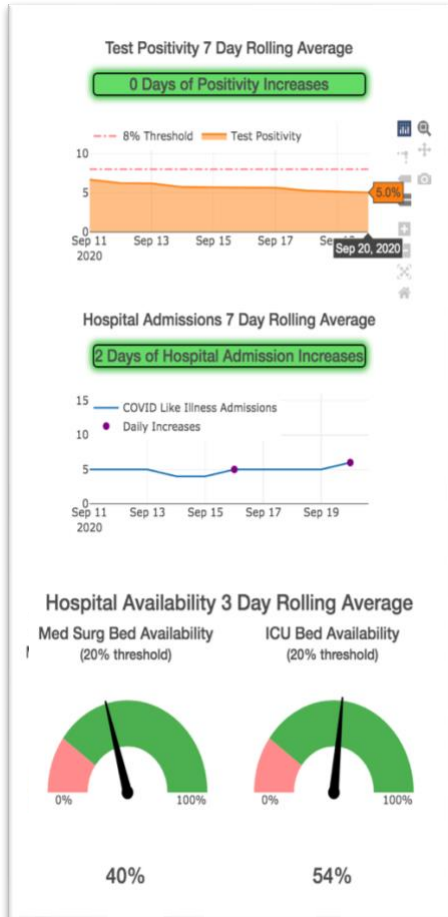 Test Positivity 7 Day Rolling Average
0 Days of Positivity Increases
8% Threshold Test Positivity
10
5
0
5.0%
Sep 11 Sep 13 Sep 15 Sep 17
2020
Sep 20, 2020
Hospital Admissions 7 Day Rolling Average
2 Days of Hospital Admission Increases
15
COVID Like Illness Admissions
10
Daily Increases
5
0
Sep 11 Sep 13 Sep 15 Sep 17 Sep 19
2020
Hospital Availability 3 Day Rolling Average
Med Surg Bed Availability ICU Bed Availability
(20% threshold) (20% threshold)
0% 100% 0% 100%
40% 54%